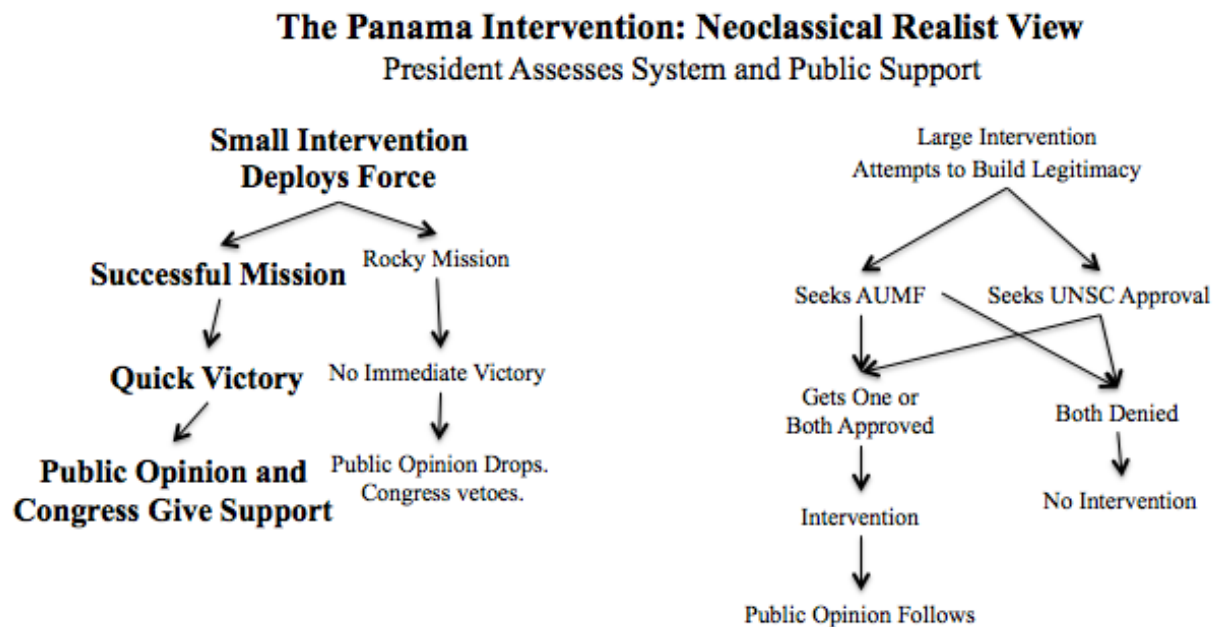 The Panama Intervention: Neoclassical Realist View
President Assesses System and Public Support
Small Intervention
Deploys Force
Successful Mission
Rocky Mission
Quick Victory
No Immediate Victory
Public Opinion and
Congress Give Support
Public Opinion Drops.
Congress vetoes.
Large Intervention
Attempts to Build Legitimacy
Seeks AUMF
Seeks UNSC Approval
Gets One or
Both Approved
Both Denied
Intervention
No Intervention
Public Opinion Follows